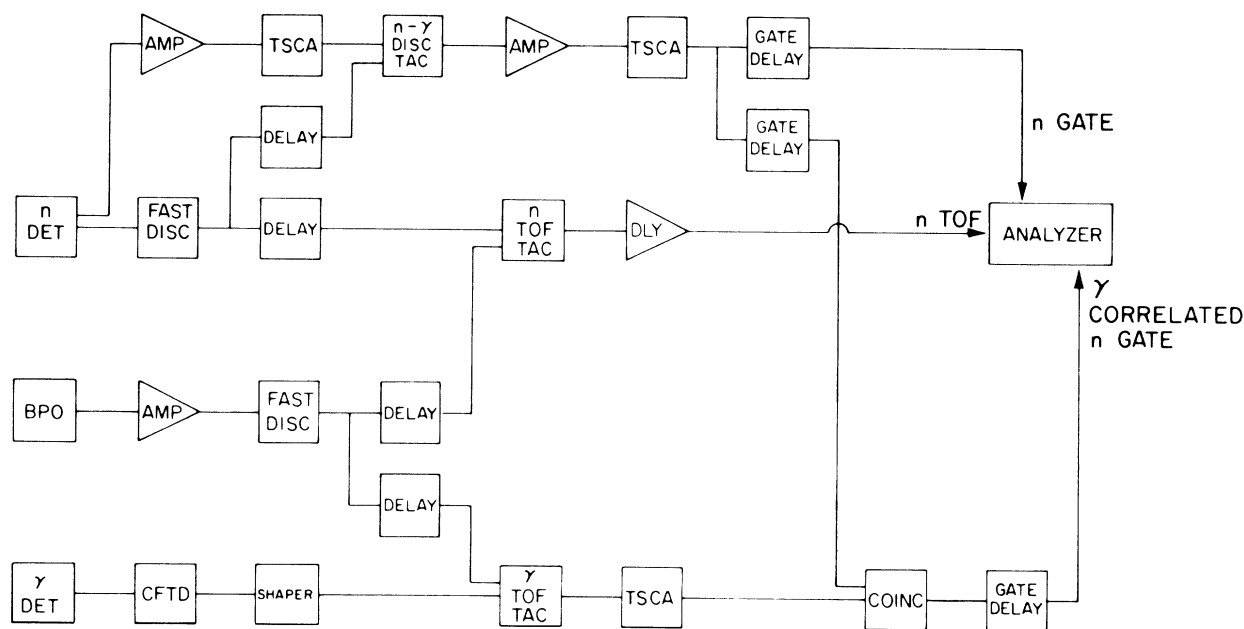 AMP
TSCA
n-γ
DISC
TAC
AMP
TSCA
GATE
DELAY
DELAY
GATE
DELAY
n GATE
n
DET
FAST
DISC
DELAY
n
TOF
TAC
DLY
n TOF
ANALYZER
γ
CORRELATED
n GATE
BPO
AMP
FAST
DISC
DELAY
DELAY
γ
DET
CFTD
SHAPER
γ
TOF
TAC
TSCA
COINC
GATE
DELAY